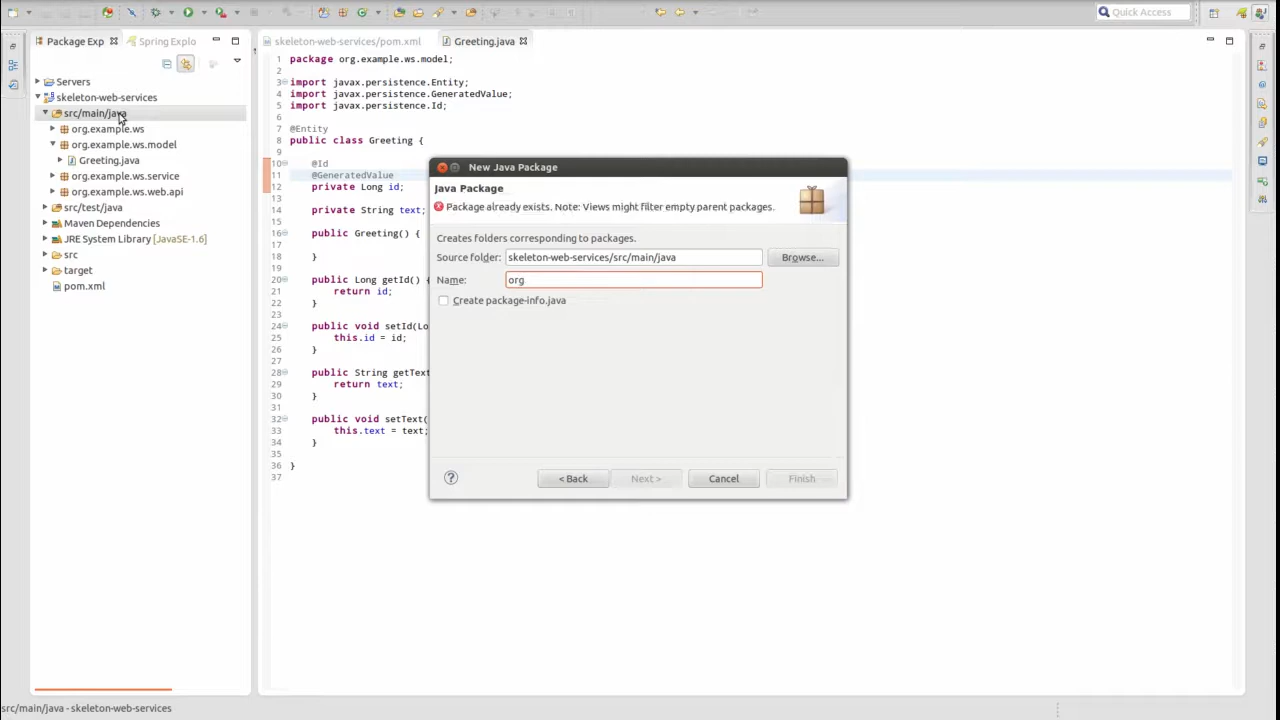 Quick Access
Package Exp
Spring Explo
skeleton-web-services/pom.xml
Greeting.java
Servers
skeleton-web-services
src/main/java
org.example.ws
org.example.ws.model
Greeting.java
org.example.ws.service
org.example.ws.web.api
src/test/java
Maven Dependencies
JRE System Library [JavaSE-1.6]
src
target
pom.xml
1 package org.example.ws.model;
2
3 import javax.persistence.Entity;
4 import javax.persistence.GeneratedValue;
5 import javax.persistence.Id;
6
7 @Entity
8 public class Greeting {
9
10 @Id
11 @GeneratedValue
12 private Long id;
13
14 private String text;
15
16 public Greeting() {
17
18 }
19
20 public Long getId() {
21 return id;
22 }
23
24 public void setId(Lo
25 this.id = id;
26 }
27
28 public String getText
29 return text;
30 }
31
32 public void setText(
33 this.text = text;
34 }
35
36 }
37
New Java Package
Java Package
Package already exists. Note: Views might filter empty parent packages.
Creates folders corresponding to packages.
Source folder: skeleton-web-services/src/main/java Browse...
Name: org
Create package-info.java
? < Back Next > Cancel Finish
src/main/java - skeleton-web-services